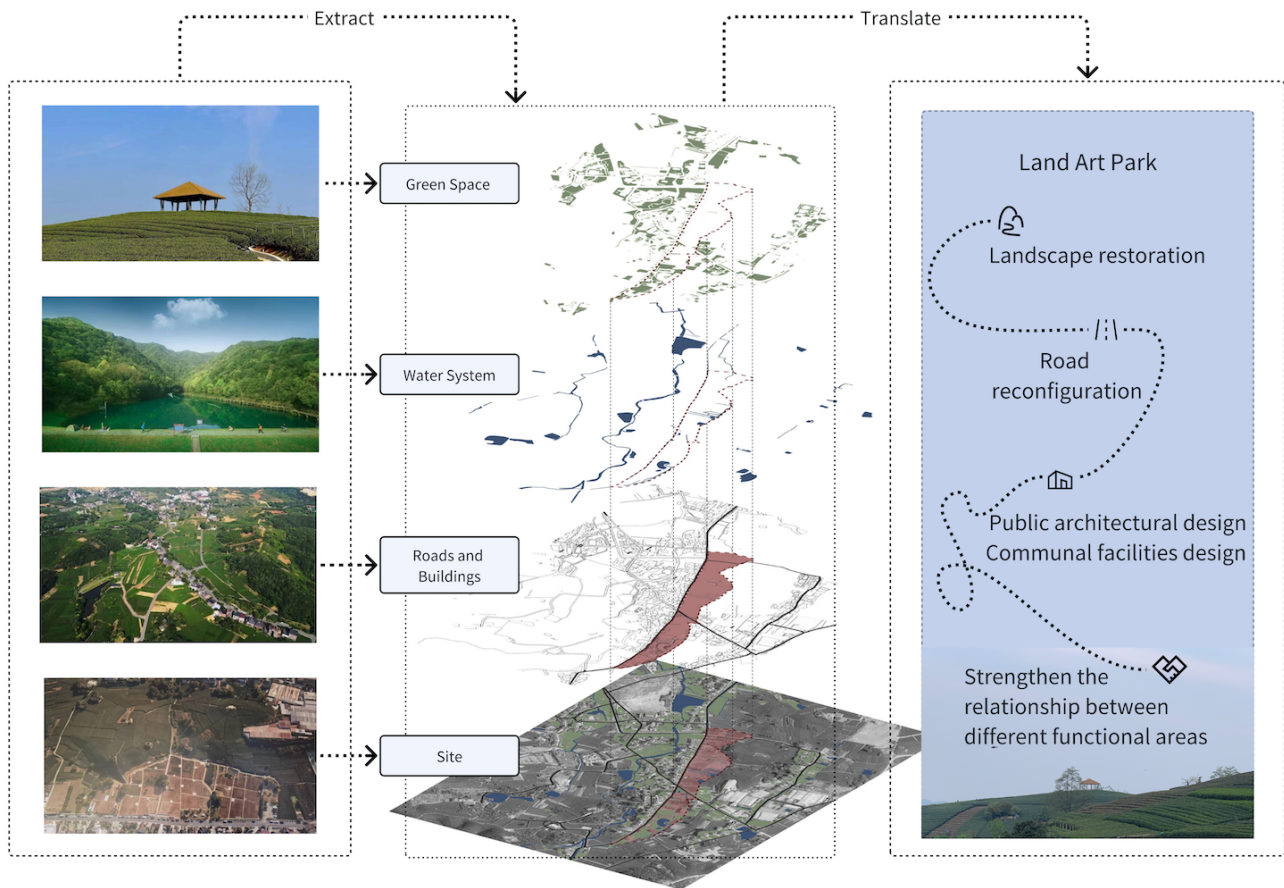 Extract
Translate
Green Space
Water System
Roads and
Buildings
Site
Land Art Park
Landscape restoration
Road
reconfiguration
Public architectural design
Communal facilities design
Strengthen the
relationship between
different functional areas